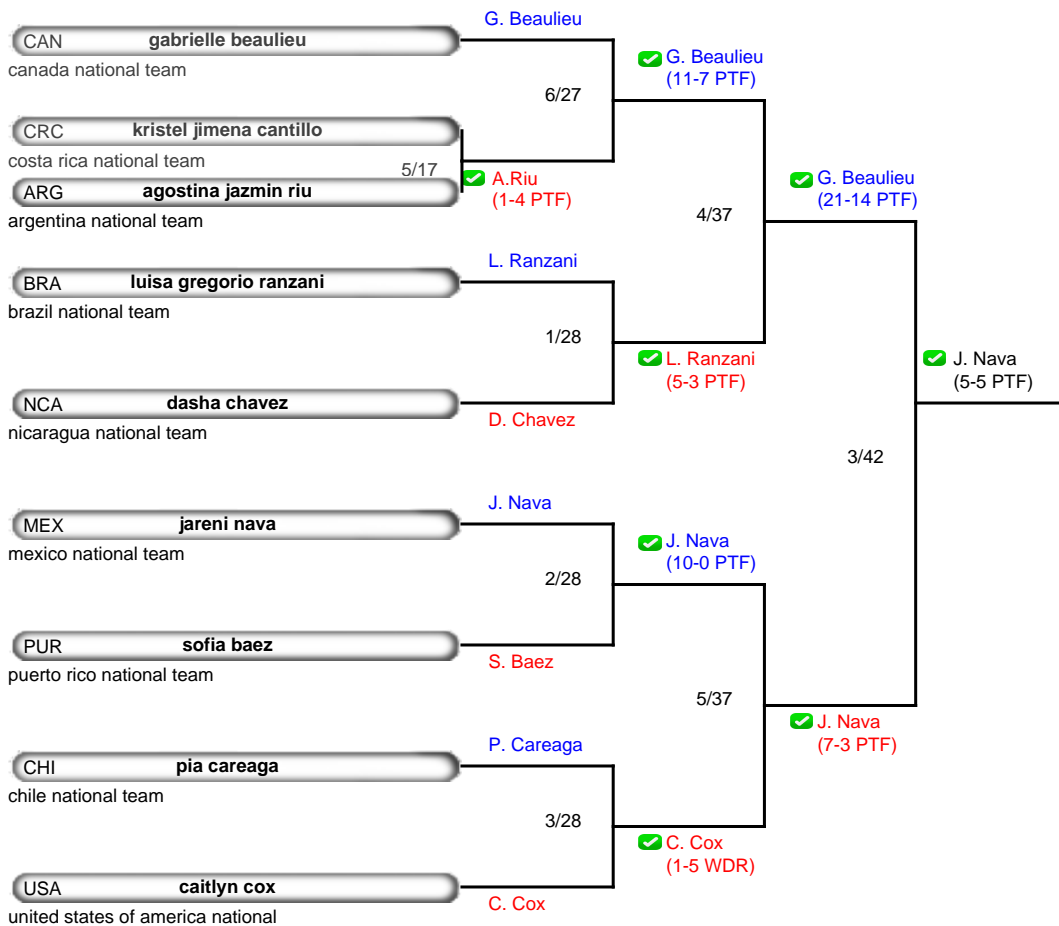 G. Beaulieu
CAN gabrielle beaulieu
canada national team
G. Beaulieu
(11-7 PTF)
6/27
CRC kristel jimena cantillo
costa rica national team
5/17
A.Riu
(1-4 PTF)
ARG agostina jazmin riu
argentina national team
G. Beaulieu
(21-14 PTF)
4/37
L. Ranzani
BRA luisa gregorio ranzani
brazil national team
1/28
L. Ranzani
(5-3 PTF)
NCA dasha chavez
nicaragua national team
D. Chavez
J. Nava
(5-5 PTF)
3/42
J. Nava
MEX jareni nava
mexico national team
J. Nava
(10-0 PTF)
2/28
PUR sofia baez
puerto rico national team
S. Baez
5/37
J. Nava
(7-3 PTF)
P. Careaga
CHI pia careaga
chile national team
3/28
C. Cox
(1-5 WDR)
USA caitlyn cox
united states of america national
C. Cox